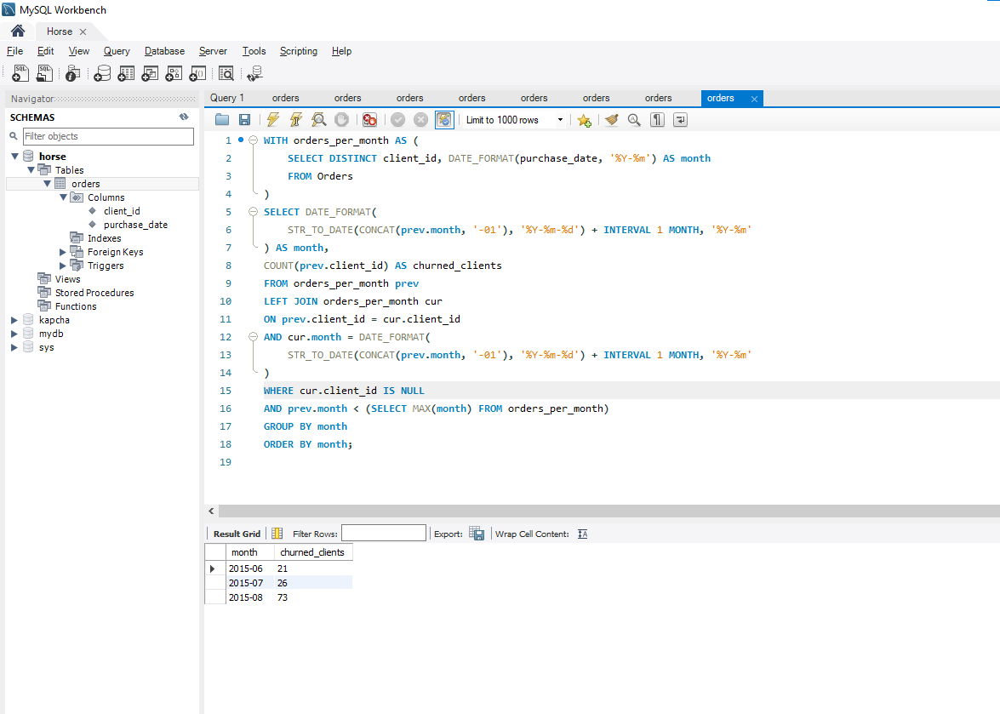 MySQL Workbench
Horse
File Edit View Query Database Server Tools Scripting Help
Navigator
SCHEMAS
Filter objects
horse
Tables
orders
Columns
client_id
purchase_date
Indexes
Foreign Keys
Triggers
Views
Stored Procedures
Functions
kapcha
mydb
sys
Query 1 orders orders orders orders orders orders orders orders
Limit to 1000 rows
1 WITH orders_per_month AS (
2 SELECT DISTINCT client_id, DATE_FORMAT(purchase_date, '%Y-%m') AS month
3 FROM Orders
4 )
5 SELECT DATE_FORMAT(
6 STR_TO_DATE(CONCAT(prev.month, '-01'), '%Y-%m-%d') + INTERVAL 1 MONTH, '%Y-%m'
7 ) AS month,
8 COUNT(prev.client_id) AS churned_clients
9 FROM orders_per_month prev
10 LEFT JOIN orders_per_month cur
11 ON prev.client_id = cur.client_id
12 AND cur.month = DATE_FORMAT(
13 STR_TO_DATE(CONCAT(prev.month, '-01'), '%Y-%m-%d') + INTERVAL 1 MONTH, '%Y-%m'
14 )
15 WHERE cur.client_id IS NULL
16 AND prev.month < (SELECT MAX(month) FROM orders_per_month)
17 GROUP BY month
18 ORDER BY month;
19
Result Grid Filter Rows: Export: Wrap Cell Content:
month churned_clients
2015-06 21
2015-07 26
2015-08 73